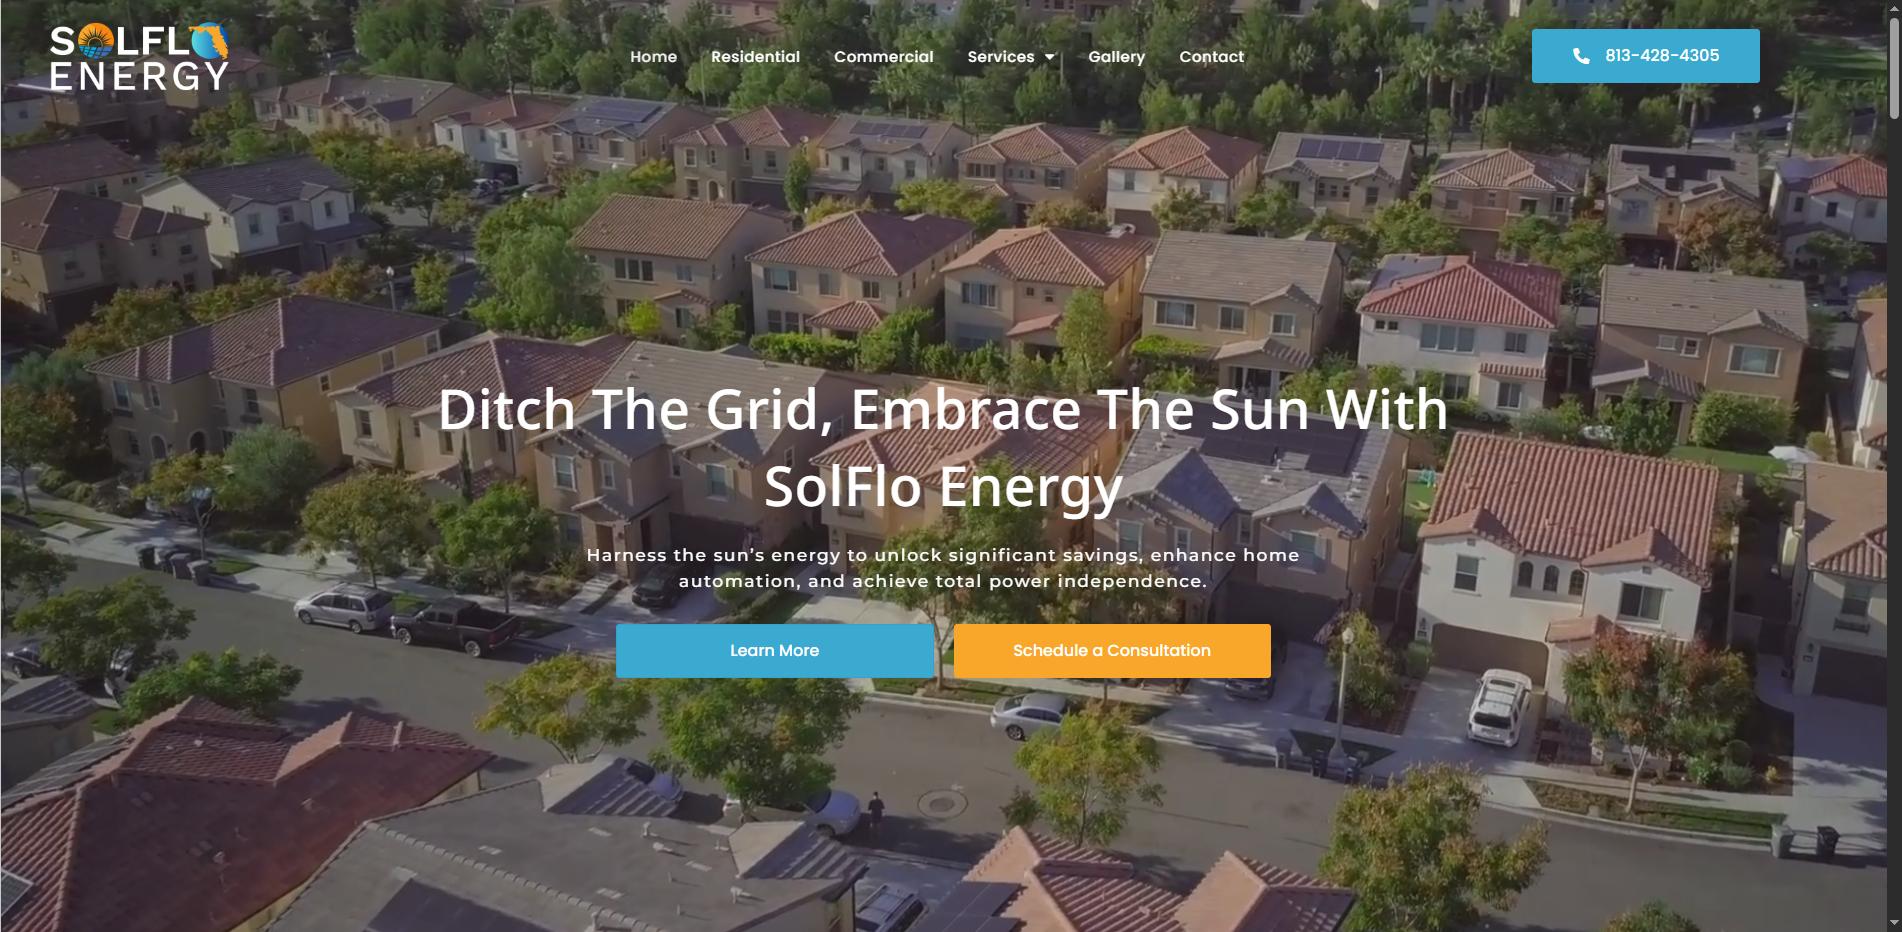 SOLFLO
ENERGY
Home Residential Commercial Services Gallery Contact
813-428-4305
Ditch The Grid, Embrace The Sun With
SolFlo Energy
Harness the sun's energy to unlock significant savings, enhance home
automation, and achieve total power independence.
Learn More Schedule a Consultation